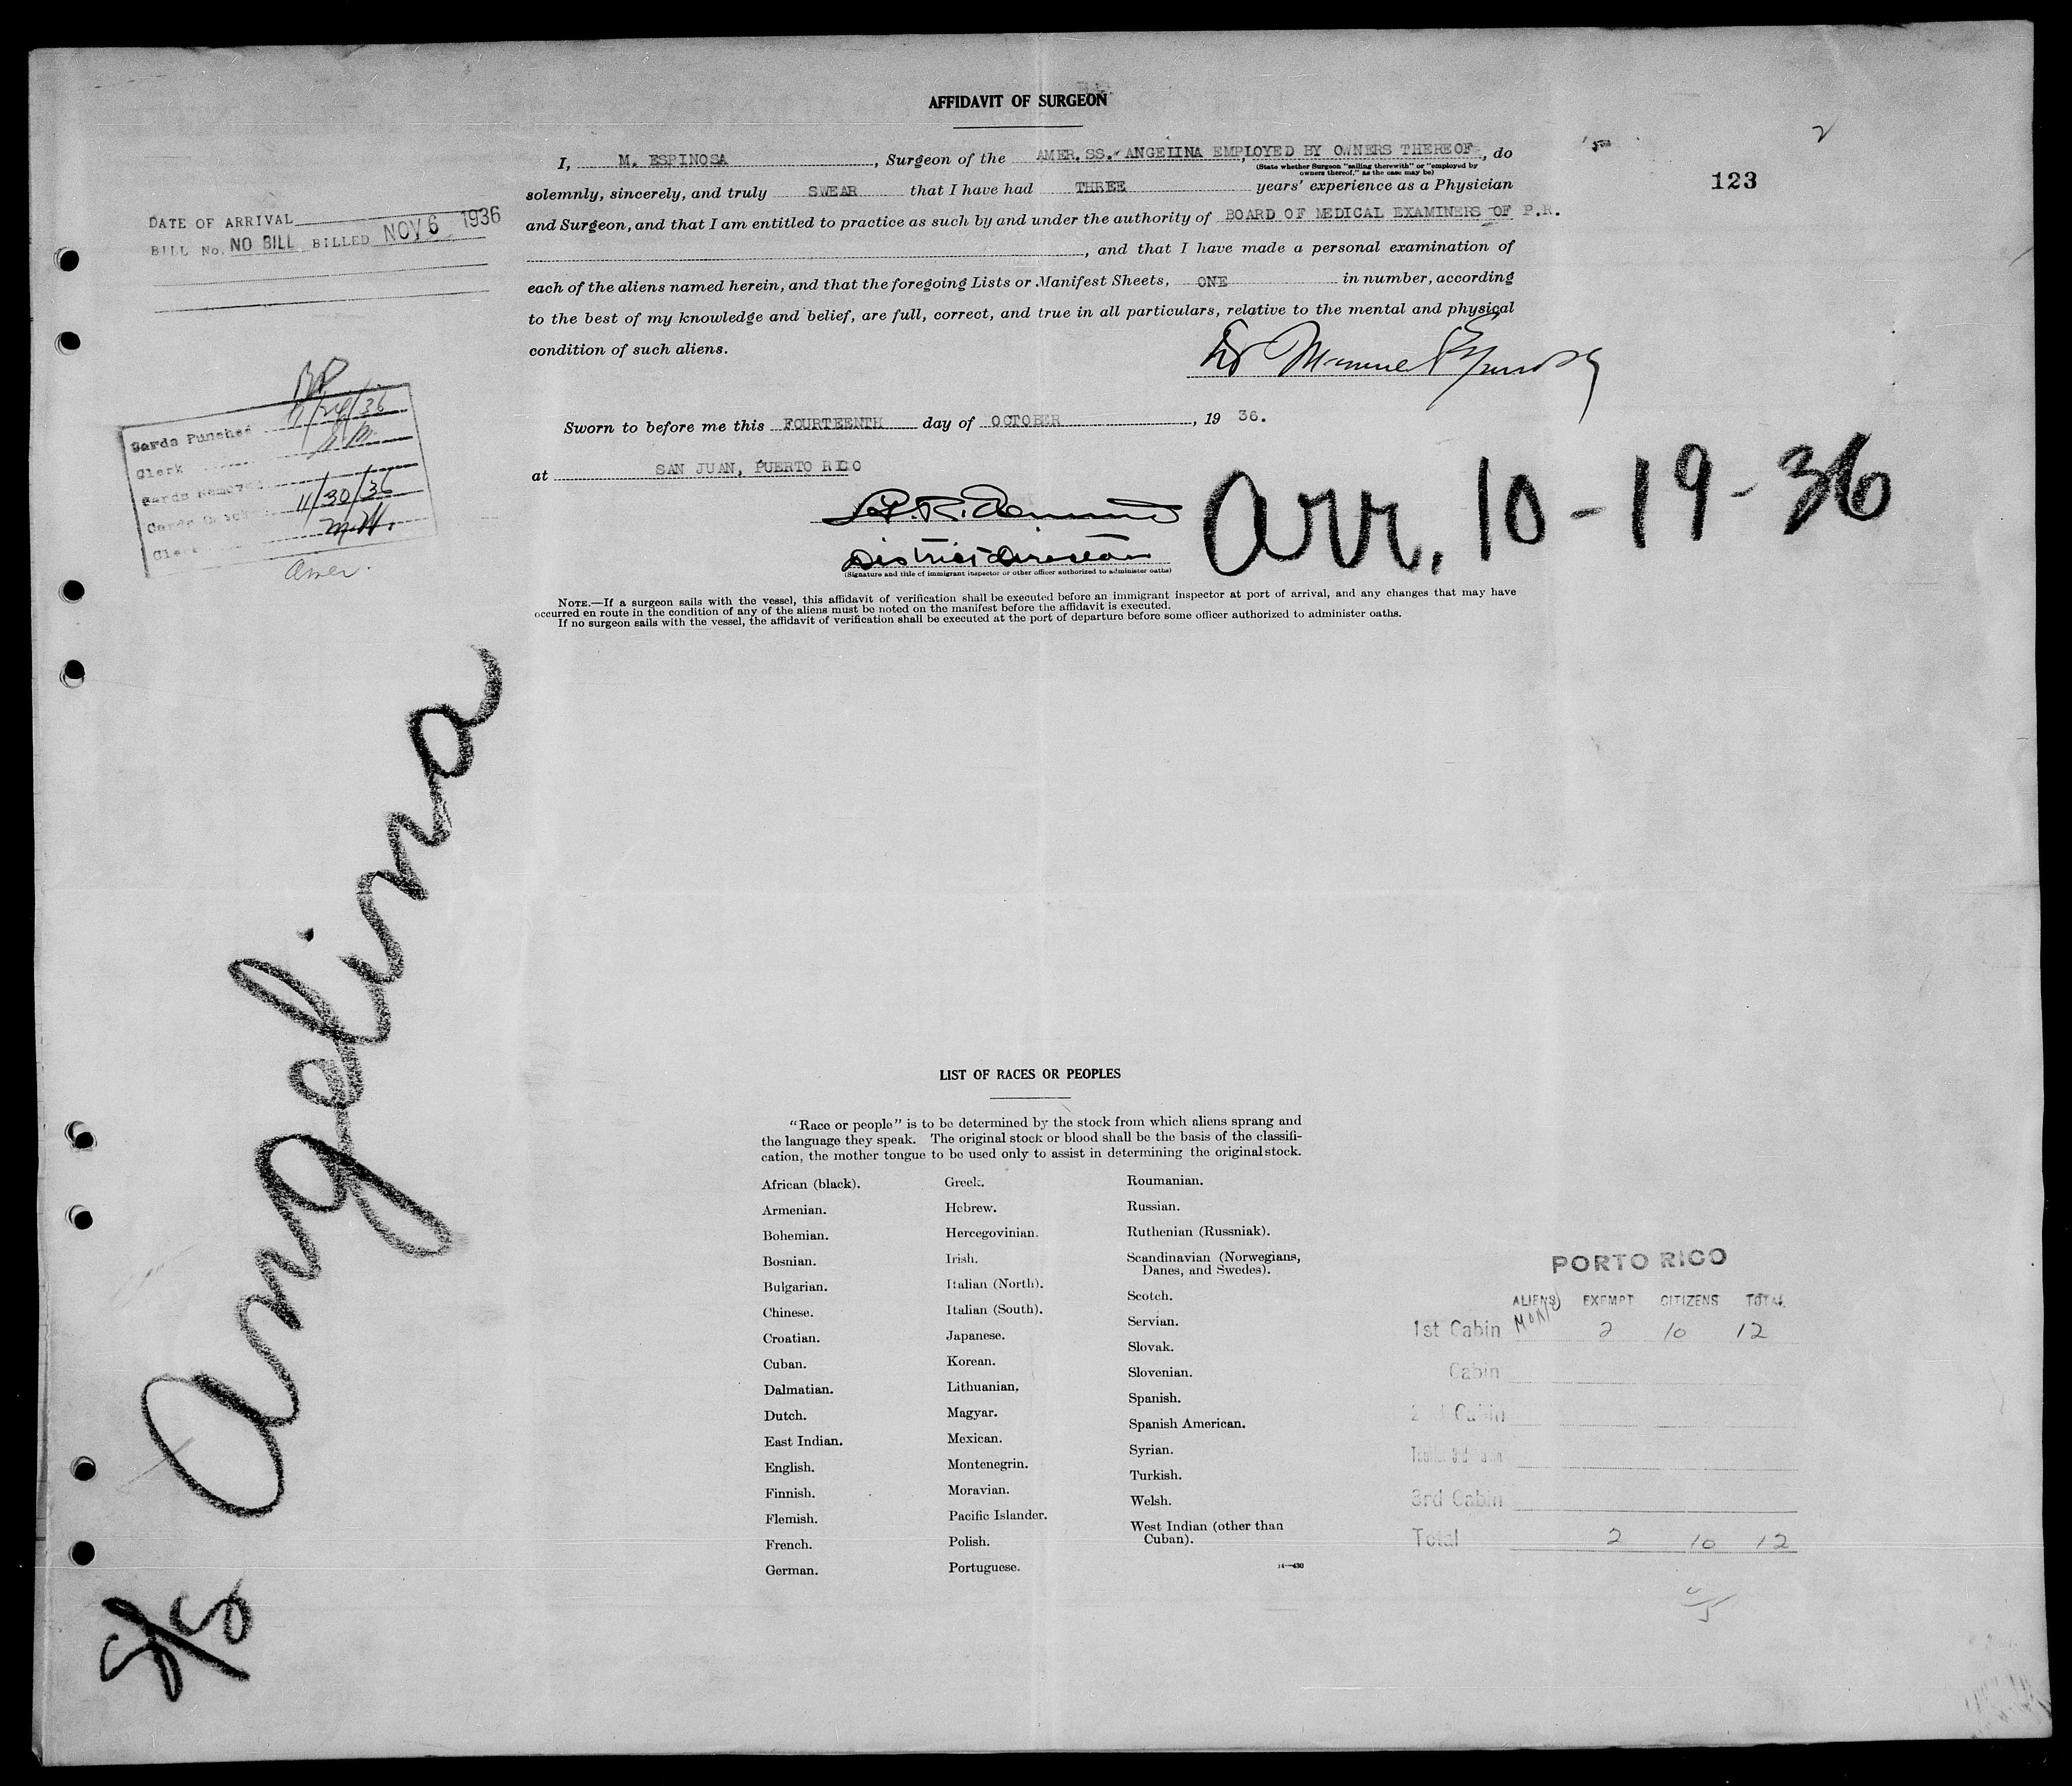 AFFIDAVIT OF SURGEON
I, M. ESPINOSA, Surgeon of the AMER. SS. ANGELINA EMPLOYED BY OWNERS THEREOF, do
(State whether Surgeon "sailing therewith" or "employed by
owners thereof," as the case may be)
solemnly, sincerely, and truly SWEAR that I have had THREE years' experience as a Physician
and Surgeon, and that I am entitled to practice as such by and under the authority of BOARD OF MEDICAL EXAMINERS OF P.R.
, and that I have made a personal examination of
each of the aliens named herein, and that the foregoing Lists or Manifest Sheets, ONE in number, according
to the best of my knowledge and belief, are full, correct, and true in all particulars, relative to the mental and physical
condition of such aliens.
Dr Manuel Espinosa
Sworn to before me this FOURTEENTH day of OCTOBER, 19 36.
at SAN JUAN, PUERTO RICO
District Director
(Signature and title of immigrant inspector or other officer authorized to administer oaths)
NOTE.—If a surgeon sails with the vessel, this affidavit of verification shall be executed before an immigrant inspector at port of arrival, and any changes that may have
occurred en route in the condition of any of the aliens must be noted on the manifest before the affidavit is executed.
If no surgeon sails with the vessel, the affidavit of verification shall be executed at the port of departure before some officer authorized to administer oaths.
123
Arr. 10-19-36
DATE OF ARRIVAL
BILL No. NO BILL BILLED NOV 6 1936
Cards Punched
Clerk
11/30/36
M.H.
Clerk
Amer.
S/S Angelina
LIST OF RACES OR PEOPLES
"Race or people" is to be determined by the stock from which aliens sprang and
the language they speak. The original stock or blood shall be the basis of the classifi-
cation, the mother tongue to be used only to assist in determining the original stock.
African (black).
Armenian.
Bohemian.
Bosnian.
Bulgarian.
Chinese.
Croatian.
Cuban.
Dalmatian.
Dutch.
East Indian.
English.
Finnish.
Flemish.
French.
German.
Greek.
Hebrew.
Hercegovinian.
Irish.
Italian (North).
Italian (South).
Japanese.
Korean.
Lithuanian.
Magyar.
Mexican.
Montenegrin.
Moravian.
Pacific Islander.
Polish.
Portuguese.
Roumanian.
Russian.
Ruthenian (Russniak).
Scandinavian (Norwegians,
Danes, and Swedes).
Scotch.
Servian.
Slovak.
Slovenian.
Spanish.
Spanish American.
Syrian.
Turkish.
Welsh.
West Indian (other than
Cuban).
14—430
PORTO RICO
ALIENS EXEMPT CITIZENS TOTAL
1st Cabin 2 10 12
Cabin
2nd Cabin
3rd Cabin
Total 2 10 12